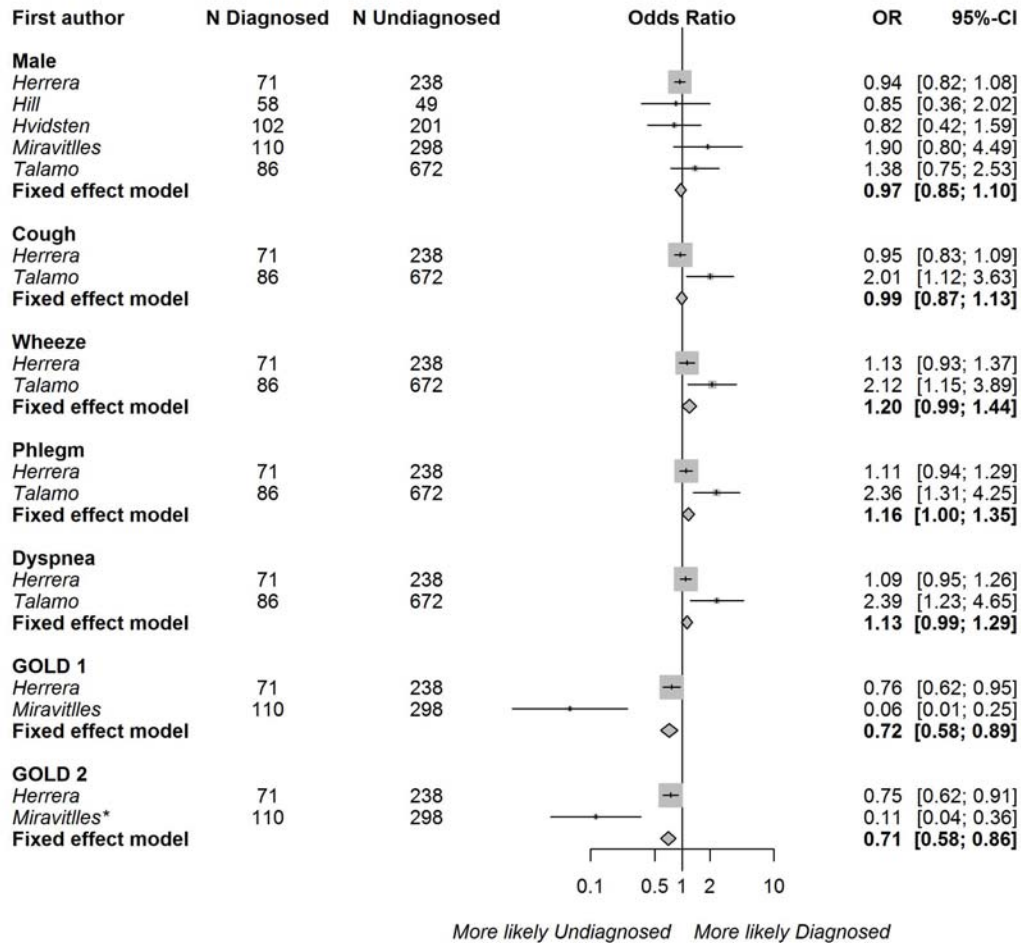 First author N Diagnosed N Undiagnosed Odds Ratio OR 95%-CI
Male
Herrera 71 238 0.94 [0.82; 1.08]
Hill 58 49 0.85 [0.36; 2.02]
Hvidsten 102 201 0.82 [0.42; 1.59]
Miravitlles 110 298 1.90 [0.80; 4.49]
Talamo 86 672 1.38 [0.75; 2.53]
Fixed effect model 0.97 [0.85; 1.10]
Cough
Herrera 71 238 0.95 [0.83; 1.09]
Talamo 86 672 2.01 [1.12; 3.63]
Fixed effect model 0.99 [0.87; 1.13]
Wheeze
Herrera 71 238 1.13 [0.93; 1.37]
Talamo 86 672 2.12 [1.15; 3.89]
Fixed effect model 1.20 [0.99; 1.44]
Phlegm
Herrera 71 238 1.11 [0.94; 1.29]
Talamo 86 672 2.36 [1.31; 4.25]
Fixed effect model 1.16 [1.00; 1.35]
Dyspnea
Herrera 71 238 1.09 [0.95; 1.26]
Talamo 86 672 2.39 [1.23; 4.65]
Fixed effect model 1.13 [0.99; 1.29]
GOLD 1
Herrera 71 238 0.76 [0.62; 0.95]
Miravitlles 110 298 0.06 [0.01; 0.25]
Fixed effect model 0.72 [0.58; 0.89]
GOLD 2
Herrera 71 238 0.75 [0.62; 0.91]
Miravitlles* 110 298 0.11 [0.04; 0.36]
Fixed effect model 0.71 [0.58; 0.86]
0.1 0.5 1 2 10
More likely Undiagnosed More likely Diagnosed